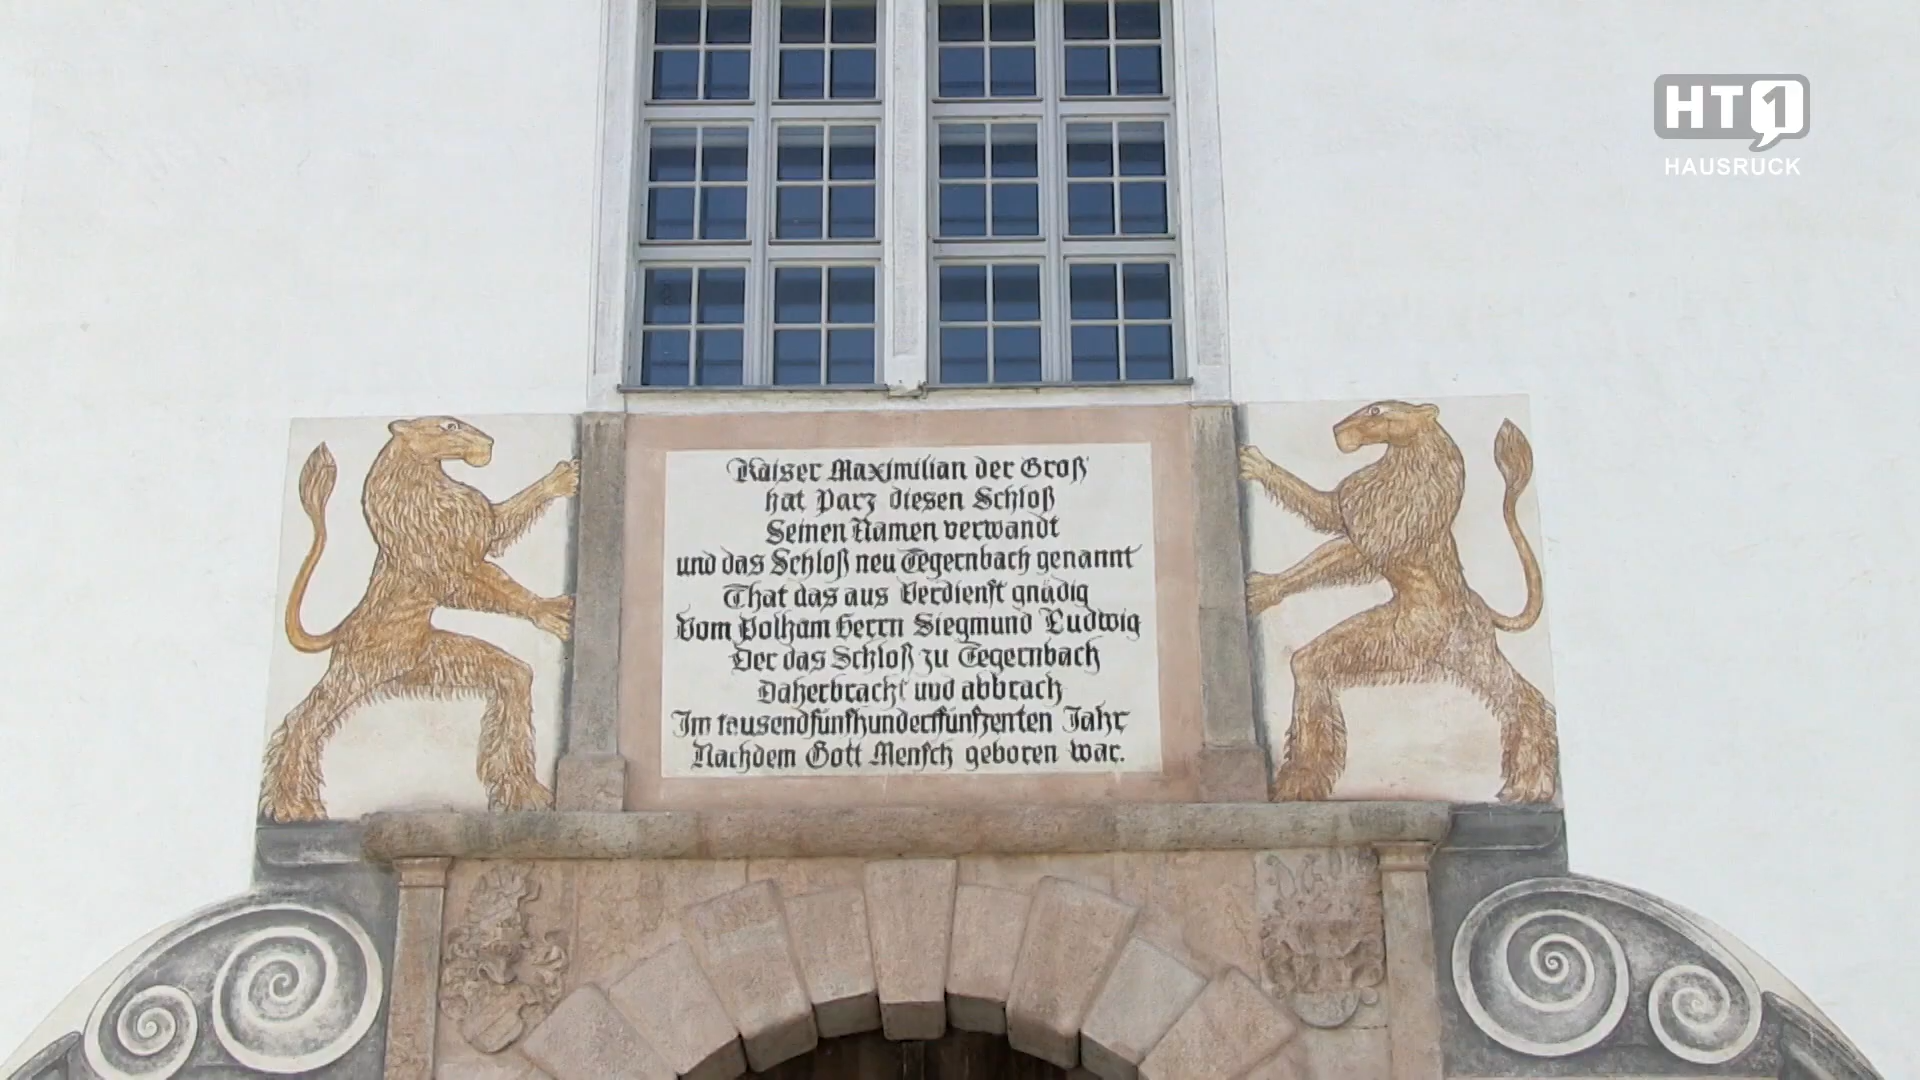 HT1
HAUSRUCK
Kaiser Maximilian der Groß
hat Parz diesen Schloß
Seinen Namen verwandt
und das Schloß neu Tegernbach genannt
That das aus Verdienst gnädig
Vom Polham Herrn Siegmund Ludwig
Der das Schloß zu Tegernbach
Daherbracht und abbrach
Im tausendfünfhundertfünfzenten Jahr
Nachdem Gott Mensch geboren war.